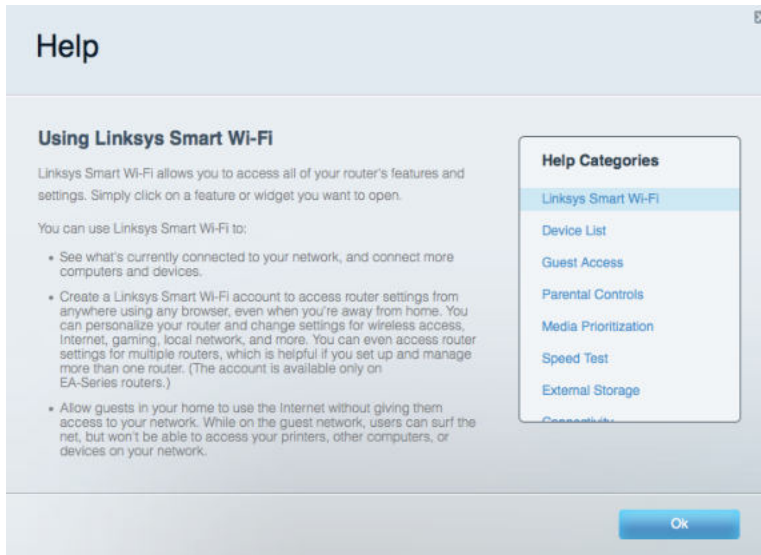 Help
Using Linksys Smart Wi-Fi
Linksys Smart Wi-Fi allows you to access all of your router's features and
settings. Simply click on a feature or widget you want to open.
You can use Linksys Smart Wi-Fi to:
• See what's currently connected to your network, and connect more
computers and devices.
• Create a Linksys Smart Wi-Fi account to access router settings from
anywhere using any browser, even when you're away from home. You
can personalize your router and change settings for wireless access,
Internet, gaming, local network, and more. You can even access router
settings for multiple routers, which is helpful if you set up and manage
more than one router. (The account is available only on
EA-Series routers.)
• Allow guests in your home to use the Internet without giving them
access to your network. While on the guest network, users can surf the
net, but won't be able to access your printers, other computers, or
devices on your network.
Help Categories
Linksys Smart Wi-Fi
Device List
Guest Access
Parental Controls
Media Prioritization
Speed Test
External Storage
Connectivity
Ok